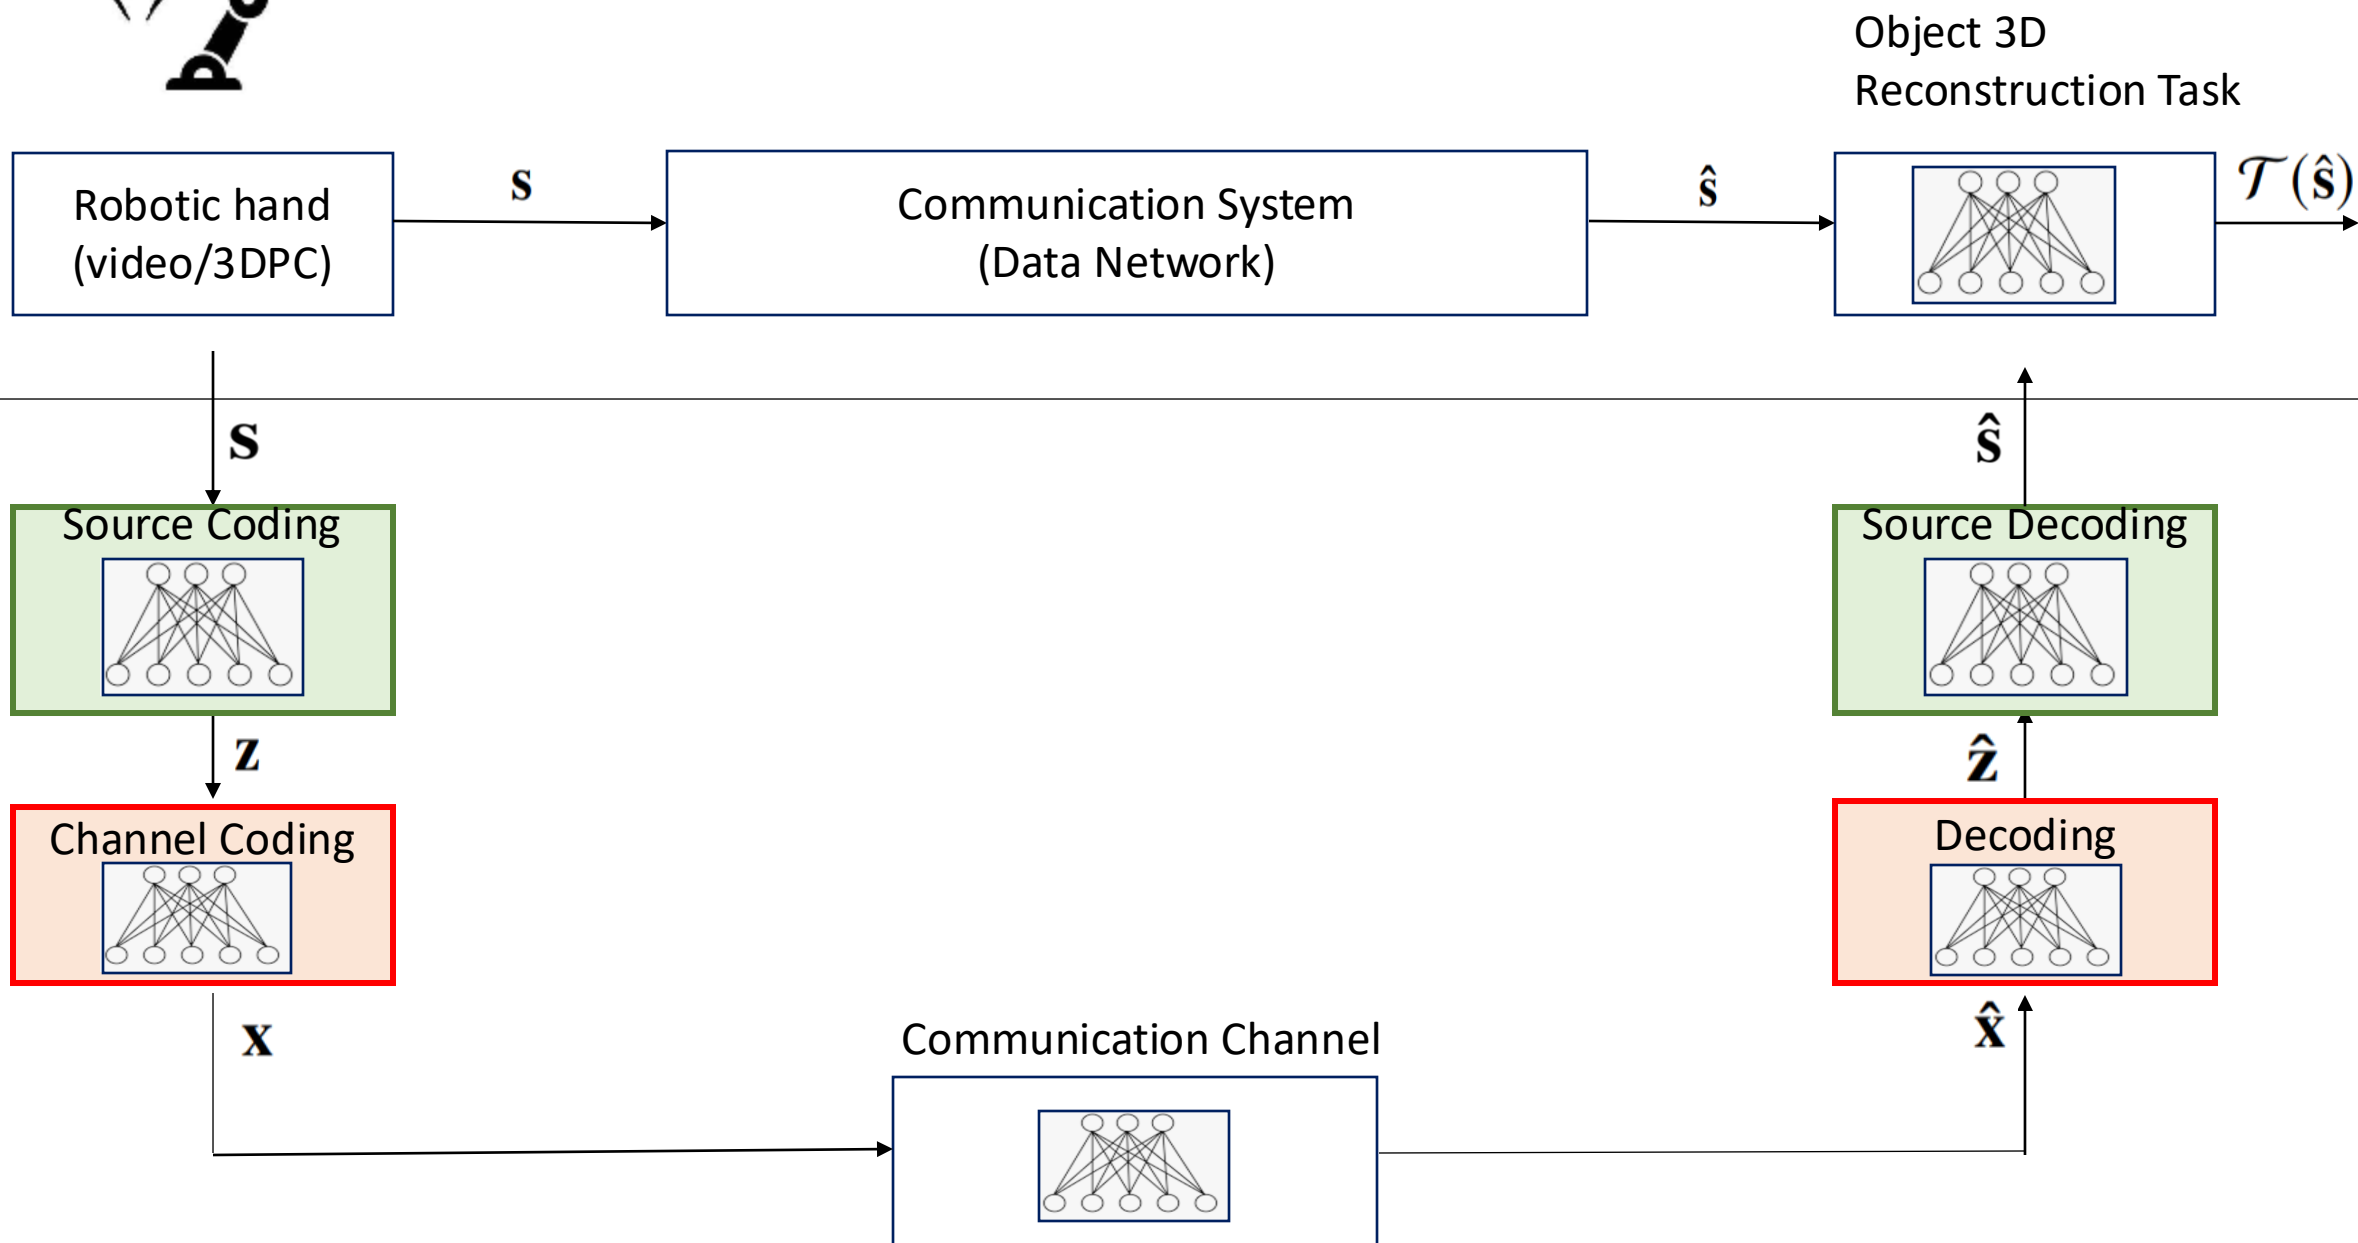 Object 3D
Reconstruction Task
Robotic hand
(video/3DPC)
s
Communication System
(Data Network)
ŝ
𝒯(ŝ)
s
ŝ
Source Coding
Source Decoding
z
ẑ
Channel Coding
Decoding
x
x̂
Communication Channel